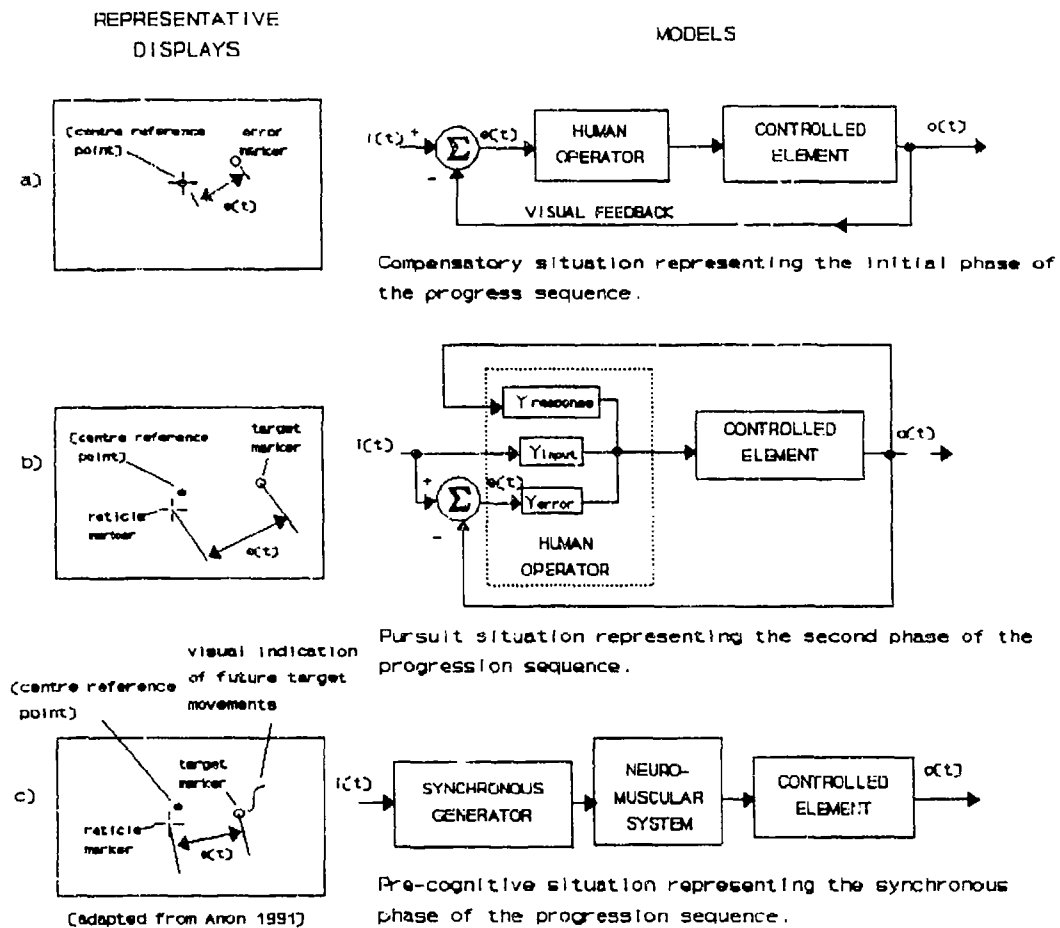 REPRESENTATIVE
DISPLAYS
MODELS
a)
(centre reference
point)
error
marker
e(t)
i(t)
+
Σ
-
e(t)
HUMAN
OPERATOR
CONTROLLED
ELEMENT
o(t)
VISUAL FEEDBACK
Compensatory situation representing the initial phase of
the progress sequence.
b)
(centre reference
point)
target
marker
reticle
marker
e(t)
i(t)
+
Σ
-
e(t)
Y response
Y input
Y error
HUMAN
OPERATOR
CONTROLLED
ELEMENT
o(t)
Pursuit situation representing the second phase of the
progression sequence.
c)
visual indication
of future target
movements
(centre reference
point)
target
marker
reticle
marker
e(t)
i(t)
SYNCHRONOUS
GENERATOR
NEURO-
MUSCULAR
SYSTEM
CONTROLLED
ELEMENT
o(t)
Pre-cognitive situation representing the synchronous
phase of the progression sequence.
(adapted from Anon 1991)